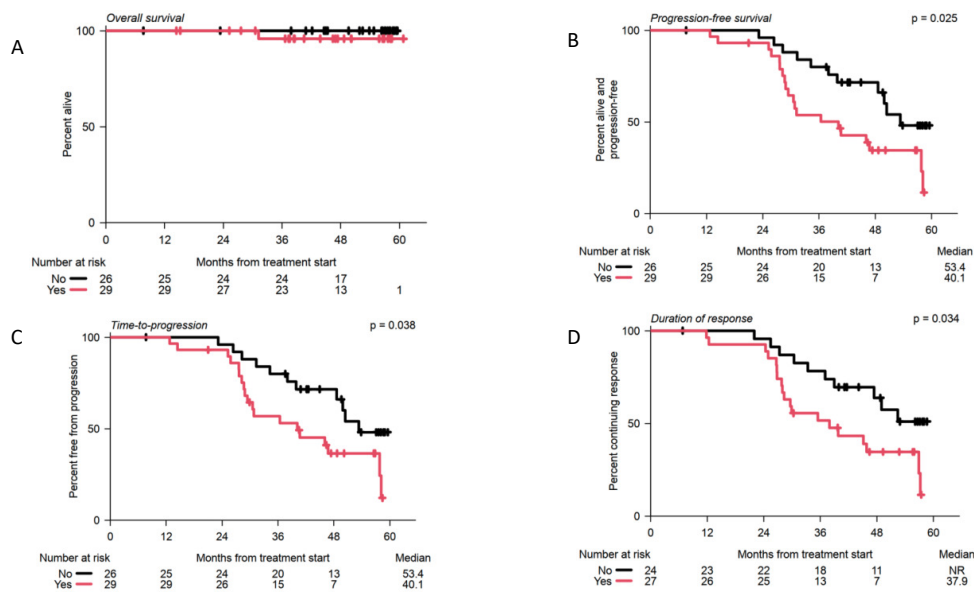 A
Overall survival
Percent alive
100
50
0
0 12 24 36 48 60
Number at risk Months from treatment start
No 26 25 24 24 17
Yes 29 29 27 23 13 1
B
Progression-free survival
p = 0.025
Percent alive and
progression-free
100
50
0
0 12 24 36 48 60
Number at risk Months from treatment start Median
No 26 25 24 20 13 53.4
Yes 29 29 26 15 7 40.1
C
Time-to-progression
p = 0.038
Percent free from progression
100
50
0
0 12 24 36 48 60
Number at risk Months from treatment start Median
No 26 25 24 20 13 53.4
Yes 29 29 26 15 7 40.1
D
Duration of response
p = 0.034
Percent continuing response
100
50
0
0 12 24 36 48 60
Number at risk Months from treatment start Median
No 24 23 22 18 11 NR
Yes 27 26 25 13 7 37.9